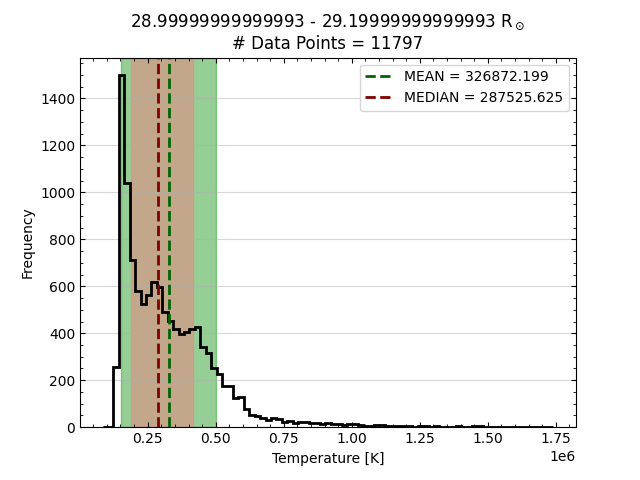 28.99999999999993 - 29.19999999999993 R⊙
# Data Points = 11797
MEAN = 326872.199
MEDIAN = 287525.625
Frequency
1400
1200
1000
800
600
400
200
0
0.25 0.50 0.75 1.00 1.25 1.50 1.75
1e6
Temperature [K]